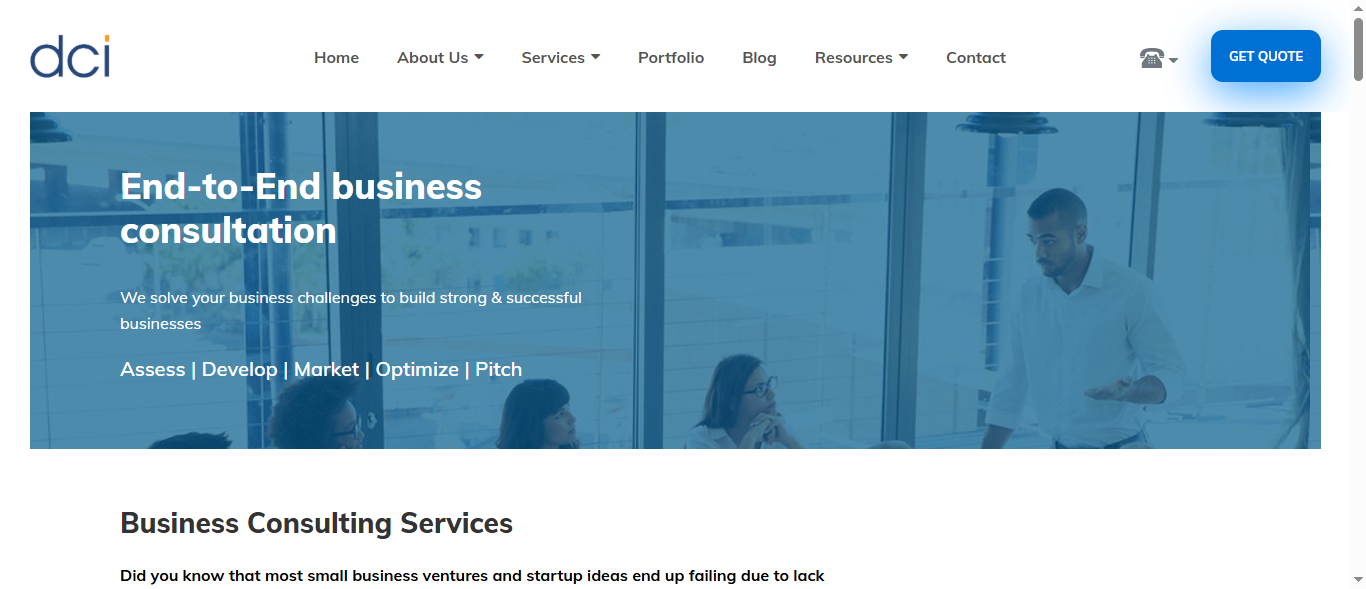 dci
Home About Us Services Portfolio Blog Resources Contact GET QUOTE
End-to-End business
consultation
We solve your business challenges to build strong & successful
businesses
Assess | Develop | Market | Optimize | Pitch
Business Consulting Services
Did you know that most small business ventures and startup ideas end up failing due to lack